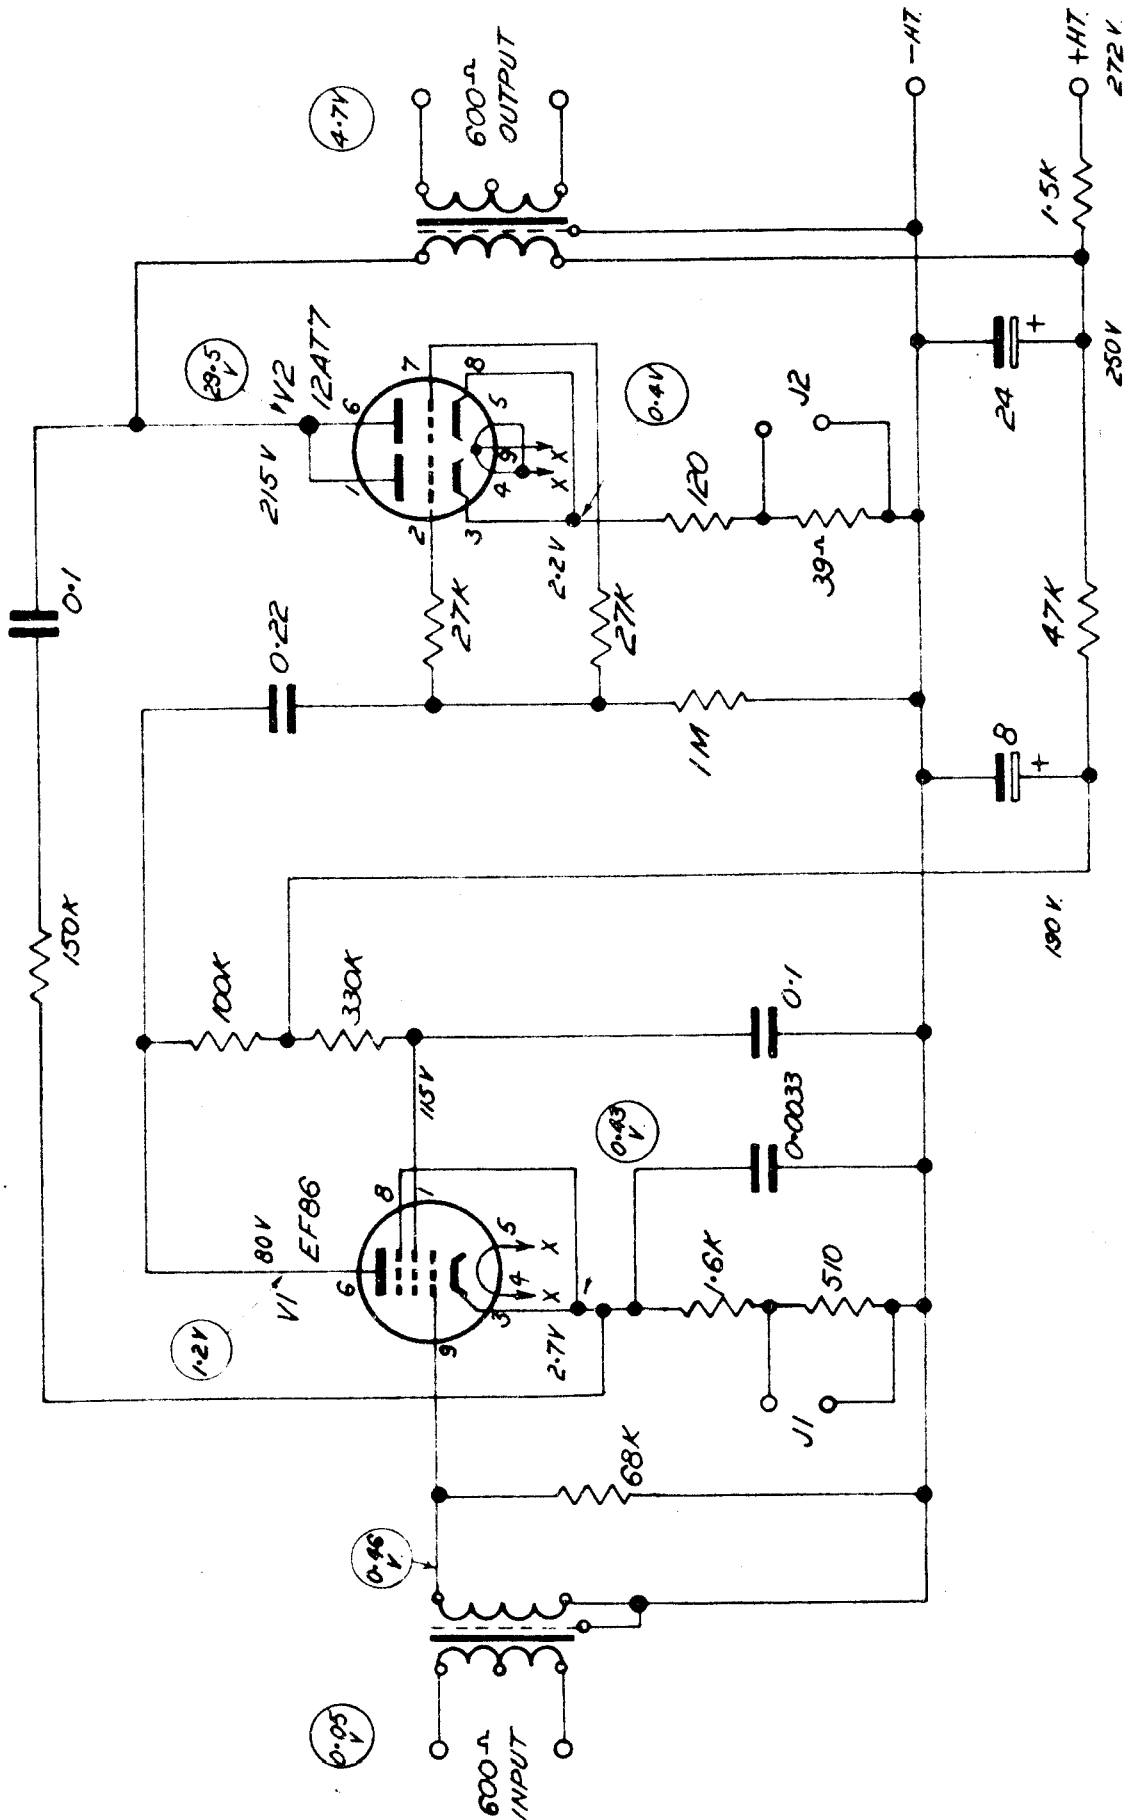 0·1
150K
0·22
100K
330K
27K
27K
1M
1·2V
V1
80V
EF86
6
8
1
9
3
4
5
X
X
115V
2·7V
0·43
V
1·6K
510
J1
0·0033
0·1
0·46
V
68K
0·05
V
600Ω
INPUT
29·5
V
V2
12AT7
215V
1
6
2
7
3
8
4
9
5
X
X
2·2V
0·4V
120
39Ω
J2
4·7V
600Ω
OUTPUT
8
+
24
+
47K
1·5K
190V.
250V
-HT.
+HT.
272V.